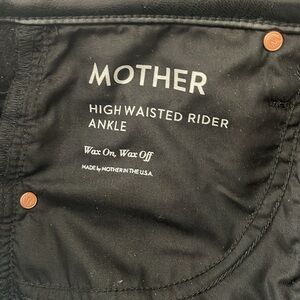 MOTHER
HIGH WAISTED RIDER
ANKLE
Wax On, Wax Off
MADE by MOTHER IN THE U.S.A.